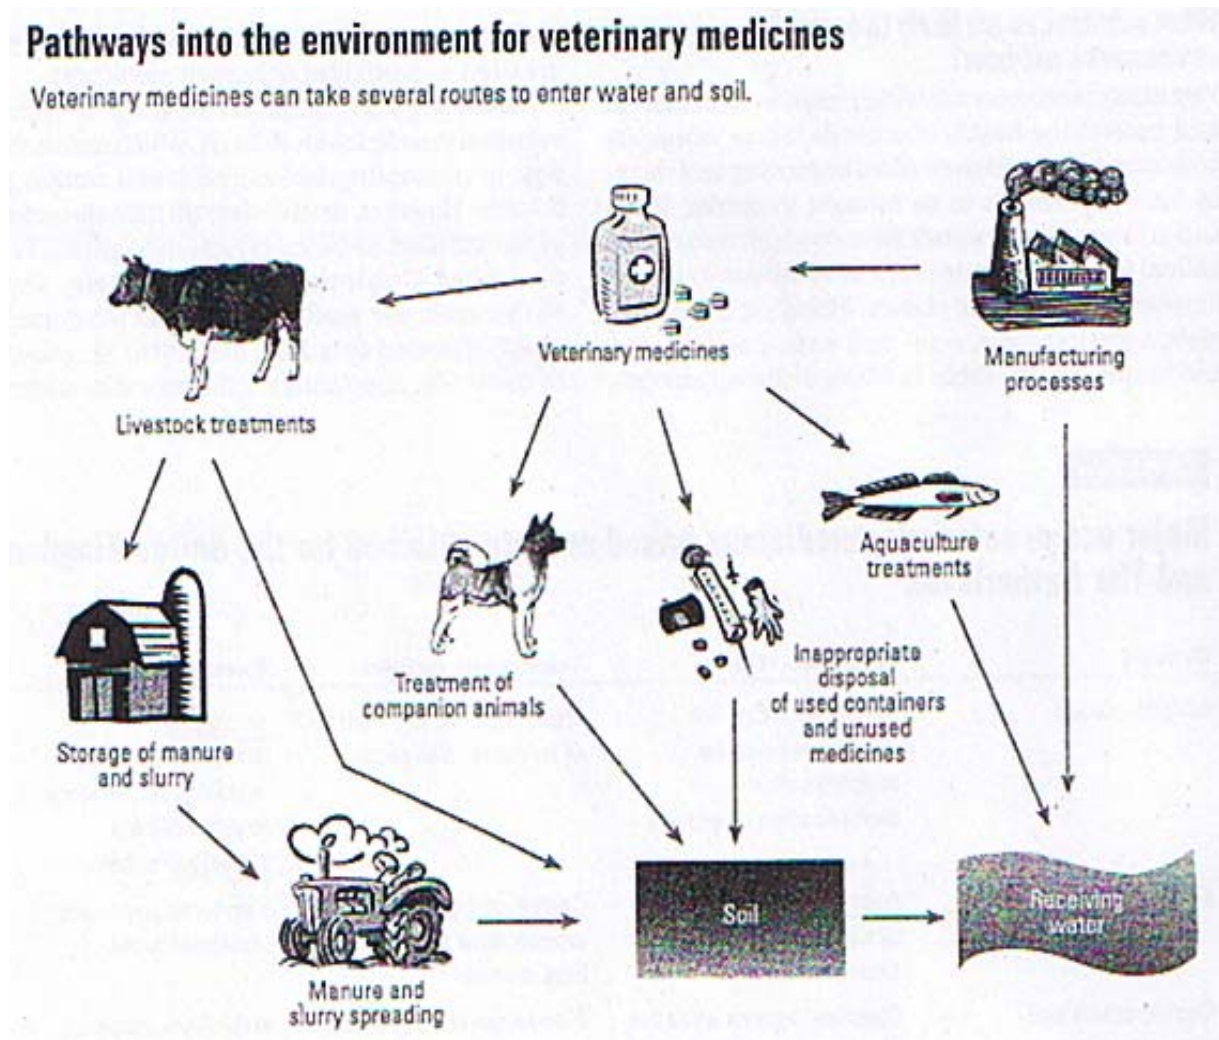 Pathways into the environment for veterinary medicines
Veterinary medicines can take several routes to enter water and soil.
Veterinary medicines
Manufacturing
processes
Livestock treatments
Aquaculture
treatments
Treatment of
companion animals
Inappropriate
disposal
of used containers
and unused
medicines
Storage of manure
and slurry
Manure and
slurry spreading
Soil
Receiving
water